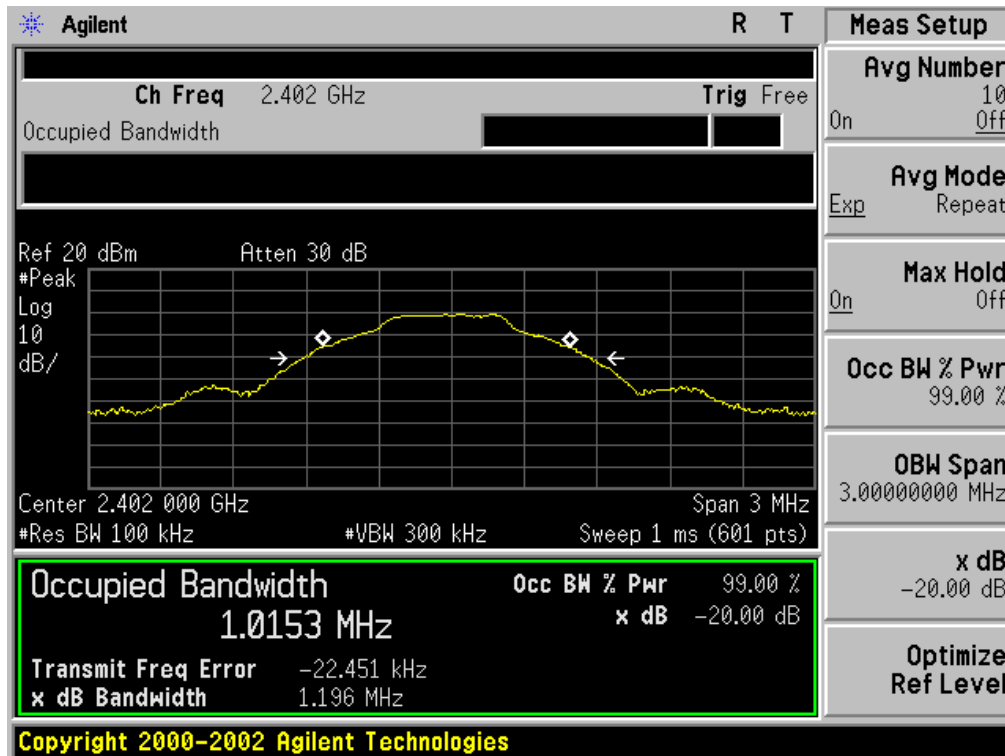 Agilent R T
Ch Freq 2.402 GHz Trig Free
Occupied Bandwidth
Ref 20 dBm Atten 30 dB
#Peak
Log
10
dB/
Center 2.402 000 GHz Span 3 MHz
#Res BW 100 kHz #VBW 300 kHz Sweep 1 ms (601 pts)
Occupied Bandwidth Occ BW % Pwr 99.00 %
1.0153 MHz x dB -20.00 dB
Transmit Freq Error -22.451 kHz
x dB Bandwidth 1.196 MHz
Copyright 2000-2002 Agilent Technologies
Meas Setup
Avg Number
10
On Off
Avg Mode
Exp Repeat
Max Hold
On Off
Occ BW % Pwr
99.00 %
OBW Span
3.00000000 MHz
x dB
-20.00 dB
Optimize
Ref Level